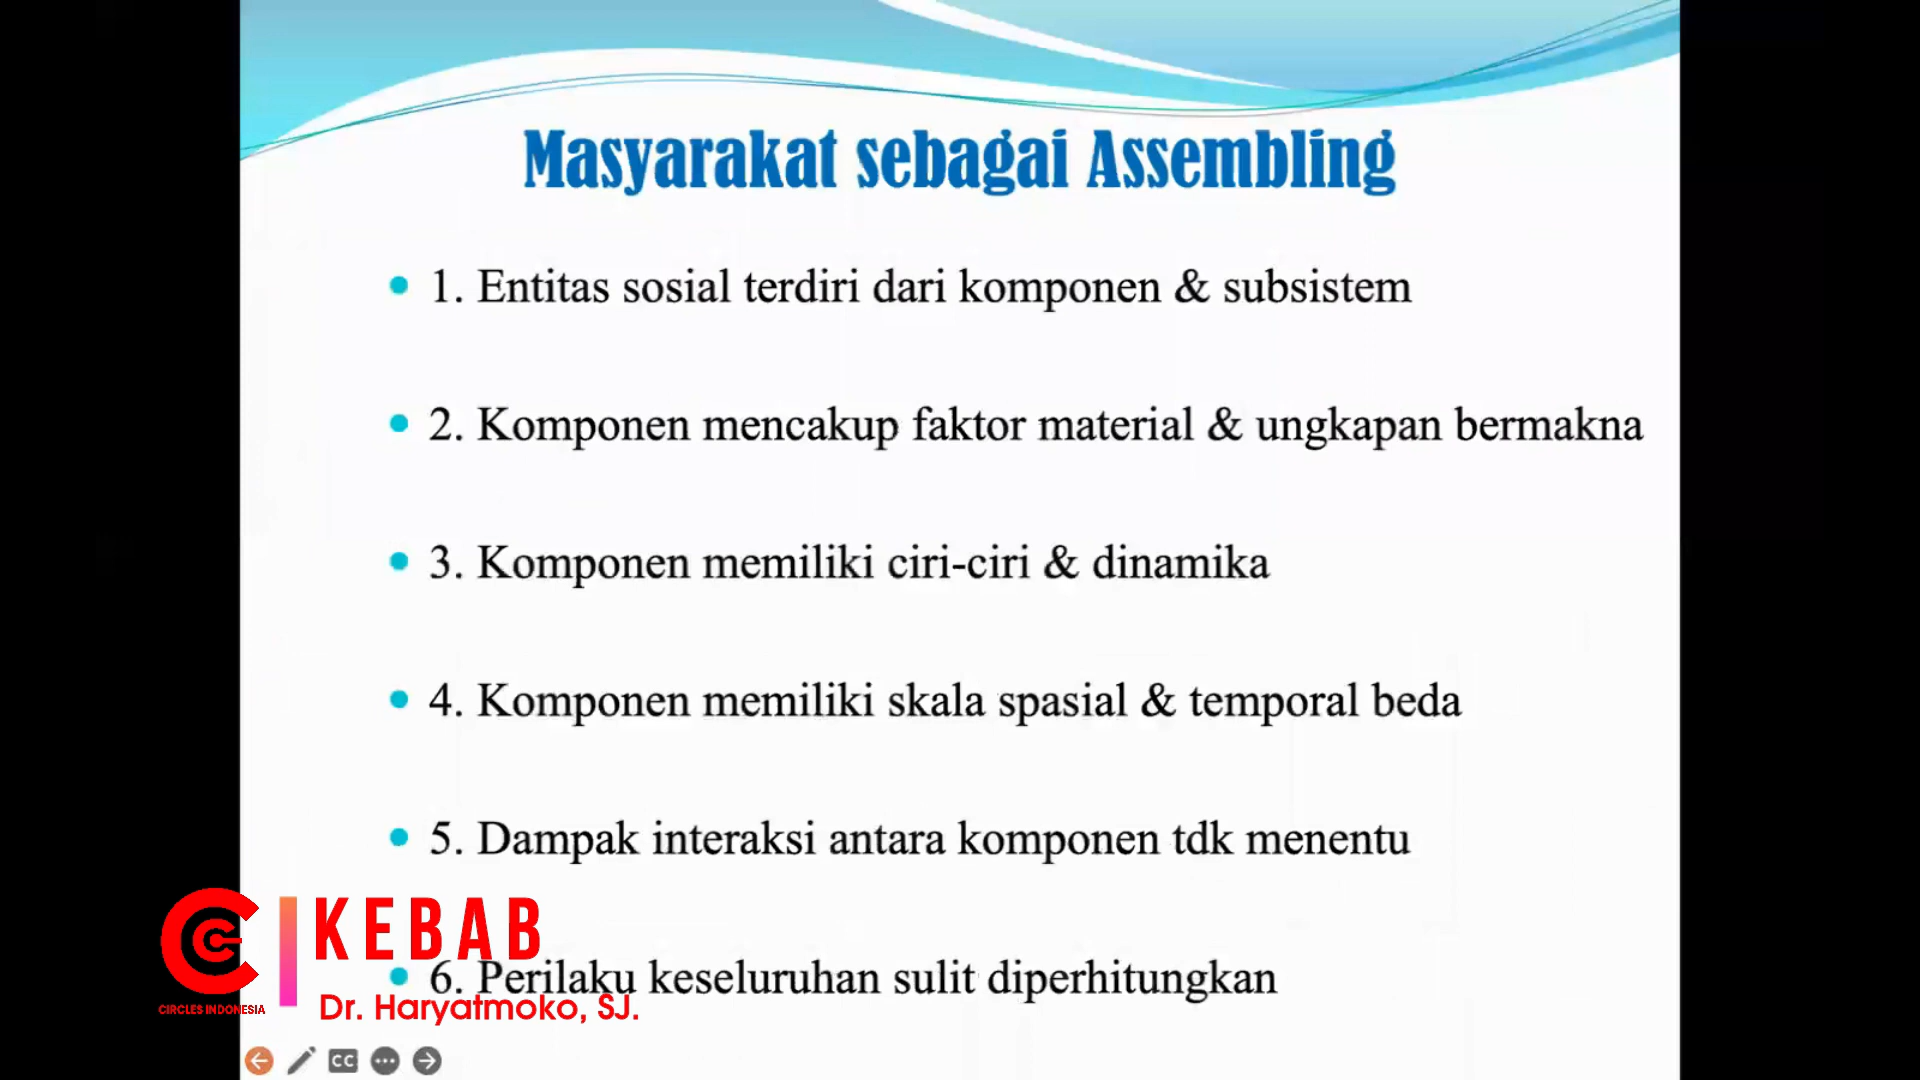 Masyarakat sebagai Assembling
• 1. Entitas sosial terdiri dari komponen & subsistem
• 2. Komponen mencakup faktor material & ungkapan bermakna
• 3. Komponen memiliki ciri-ciri & dinamika
• 4. Komponen memiliki skala spasial & temporal beda
• 5. Dampak interaksi antara komponen tdk menentu
• 6. Perilaku keseluruhan sulit diperhitungkan
KEBAB
Dr. Haryatmoko, SJ.
CIRCLES INDONESIA
CC